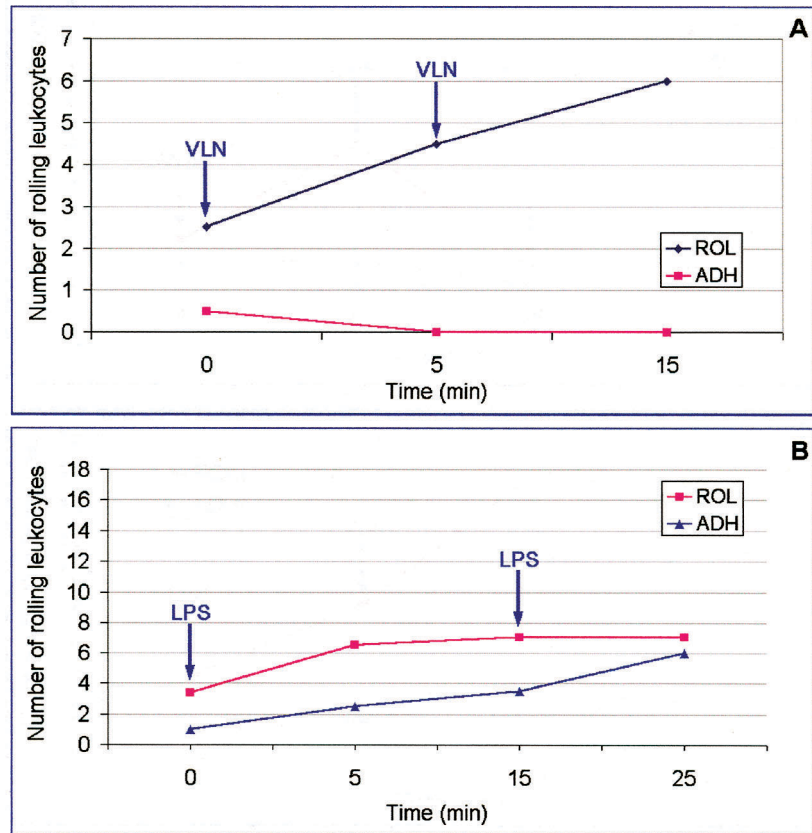 A
Number of rolling leukocytes
7
6
5
4
3
2
1
0
VLN
VLN
ROL
ADH
0 5 15
Time (min)
B
Number of rolling leukocytes
18
16
14
12
10
8
6
4
2
0
LPS
LPS
ROL
ADH
0 5 15 25
Time (min)